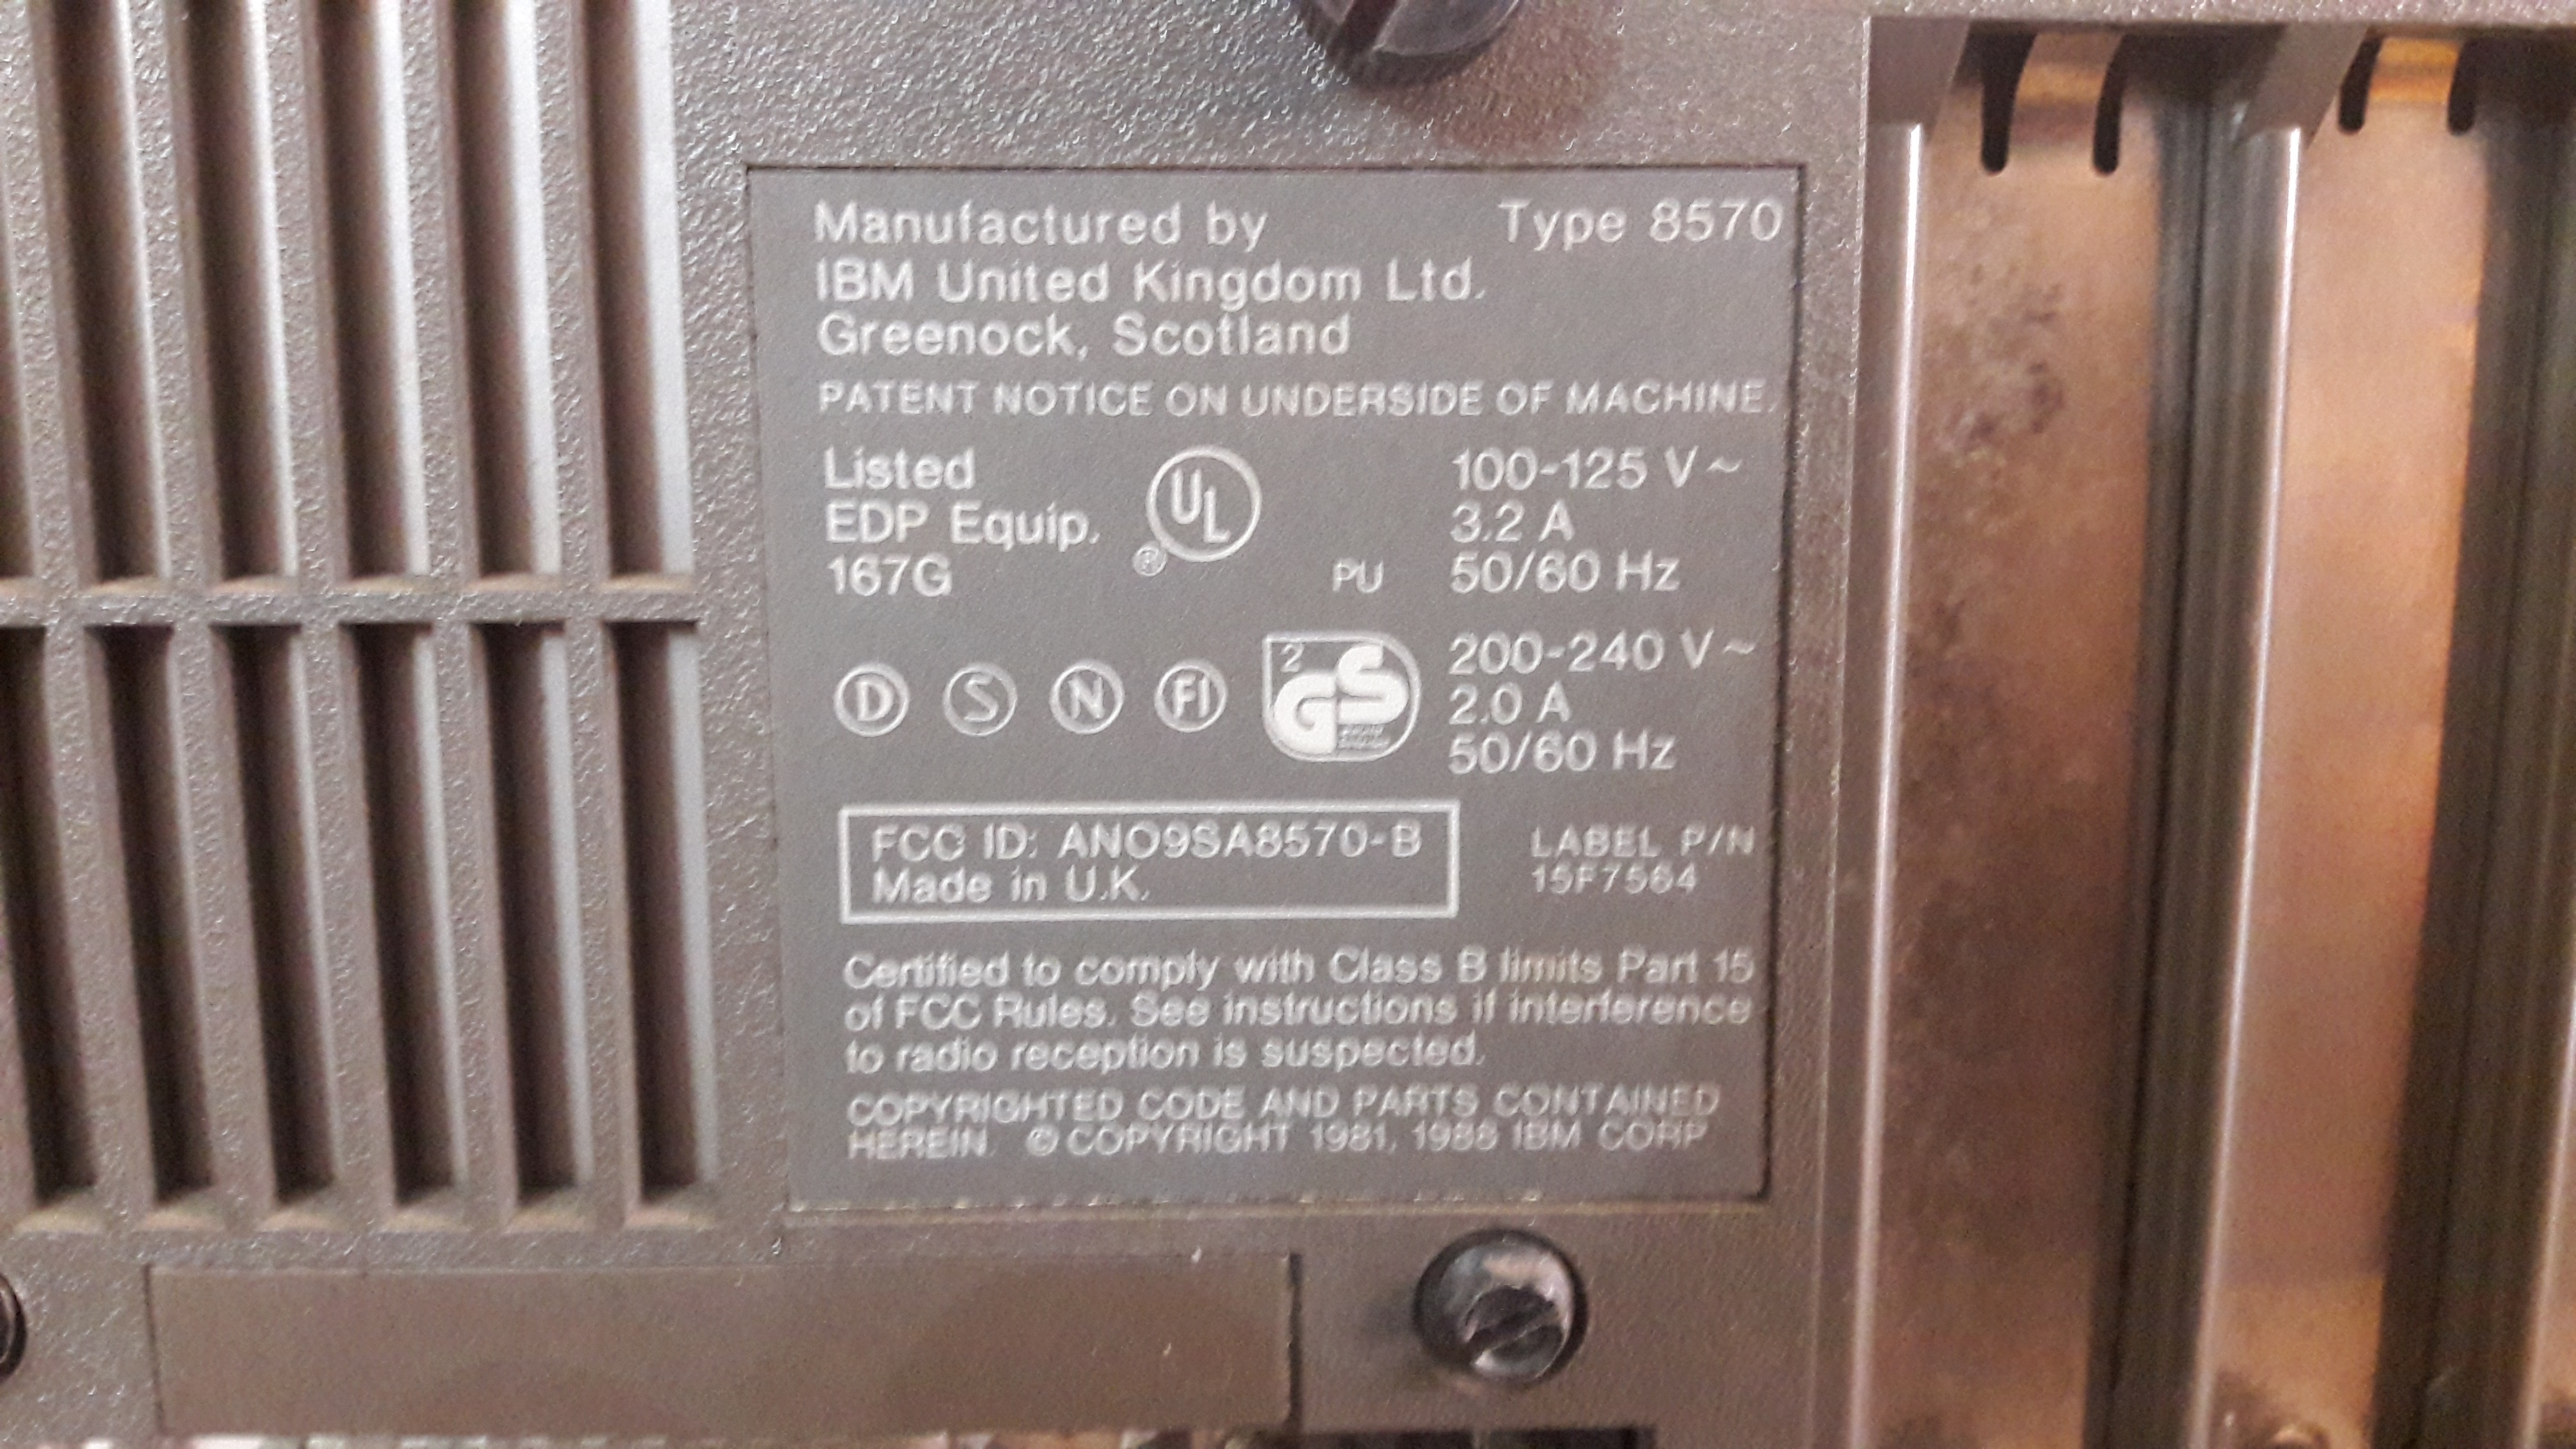 Manufactured by Type 8570
IBM United Kingdom Ltd.
Greenock, Scotland
PATENT NOTICE ON UNDERSIDE OF MACHINE.
Listed
EDP Equip.
167G
UL
®
PU
100-125 V~
3.2 A
50/60 Hz
D S N FI
2
GS
200-240 V~
2.0 A
50/60 Hz
FCC ID: ANO9SA8570-B
Made in U.K.
LABEL P/N
15F7564
Certified to comply with Class B limits Part 15
of FCC Rules. See instructions if interference
to radio reception is suspected.
COPYRIGHTED CODE AND PARTS CONTAINED
HEREIN. © COPYRIGHT 1981, 1988 IBM CORP